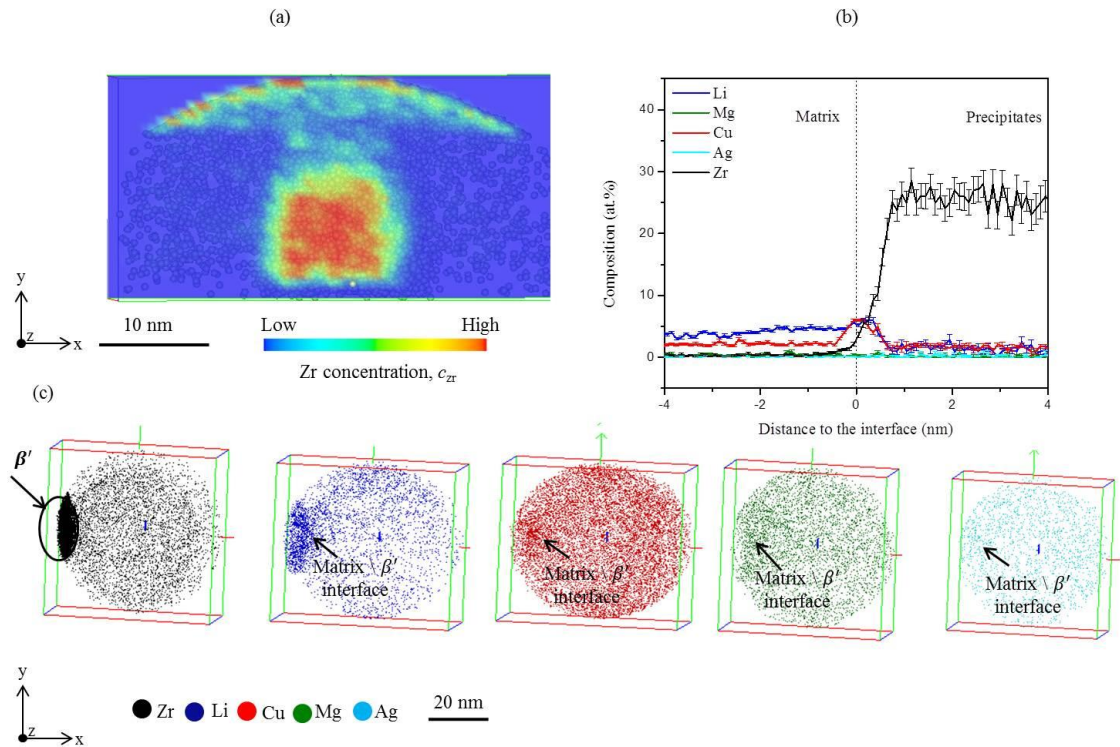 (a)
y
z
x
10 nm
Low
High
Zr concentration, c_zr
(b)
Li
Mg
Cu
Ag
Zr
Matrix
Precipitates
Composition (at.%)
40
30
20
10
0
-4
-2
0
2
4
Distance to the interface (nm)
(c)
β′
Matrix \ β′
interface
Matrix \ β′
interface
Matrix \ β′
interface
Matrix \ β′
interface
y
z
x
Zr Li Cu Mg Ag
20 nm